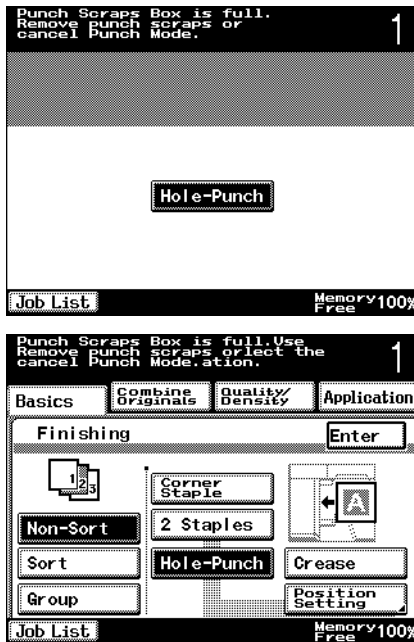 Punch Scraps Box is full.
Remove punch scraps or
cancel Punch Mode.
1
Hole-Punch
Job List
Memory Free 100%
Punch Scraps Box is full.Use
Remove punch scraps orlect the
cancel Punch Mode.ation.
1
Basics
Combine Originals
Quality/ Density
Application
Finishing
Enter
1 2 3
Corner Staple
A
Non-Sort
2 Staples
Sort
Hole-Punch
Crease
Group
Position Setting
Job List
Memory Free 100%